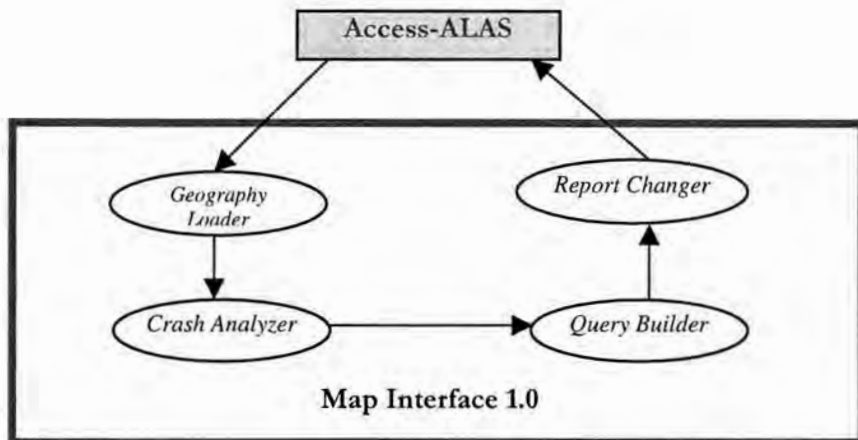 Access-ALAS
Geography
Loader
Report Changer
Crash Analyzer
Query Builder
Map Interface 1.0